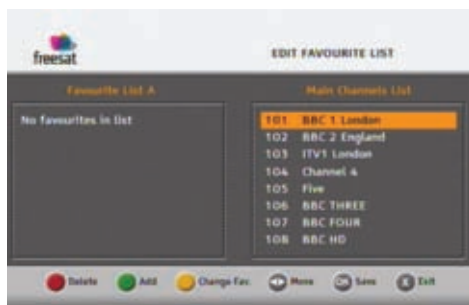 freesat
EDIT FAVOURITE LIST
Favourite List A
Main Channels List
No favourites in list
101 BBC 1 London
102 BBC 2 England
103 ITV1 London
104 Channel 4
105 Five
106 BBC THREE
107 BBC FOUR
108 BBC HD
Delete Add Change Fav. Move OK Save X Exit